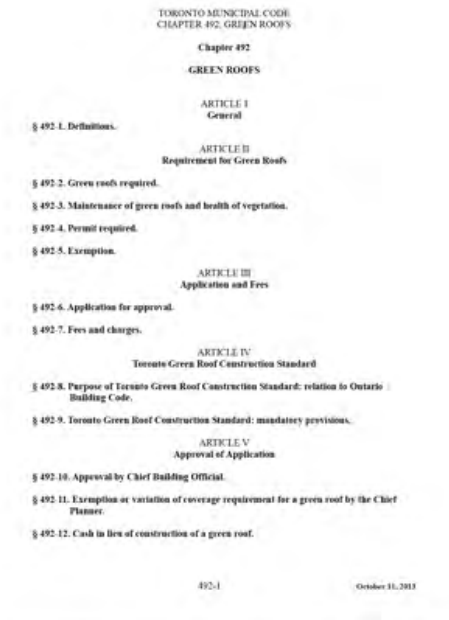 TORONTO MUNICIPAL CODE
CHAPTER 492, GREEN ROOFS
Chapter 492
GREEN ROOFS
ARTICLE I
General
§ 492-1. Definitions.
ARTICLE II
Requirement for Green Roofs
§ 492-2. Green roofs required.
§ 492-3. Maintenance of green roofs and health of vegetation.
§ 492-4. Permit required.
§ 492-5. Exemption.
ARTICLE III
Application and Fees
§ 492-6. Application for approval.
§ 492-7. Fees and charges.
ARTICLE IV
Toronto Green Roof Construction Standard
§ 492-8. Purpose of Toronto Green Roof Construction Standard: relation to Ontario
Building Code.
§ 492-9. Toronto Green Roof Construction Standard: mandatory provisions.
ARTICLE V
Approval of Application
§ 492-10. Approval by Chief Building Official.
§ 492-11. Exemption or variation of coverage requirement for a green roof by the Chief
Planner.
§ 492-12. Cash in lieu of construction of a green roof.
492-1 October 11, 2013